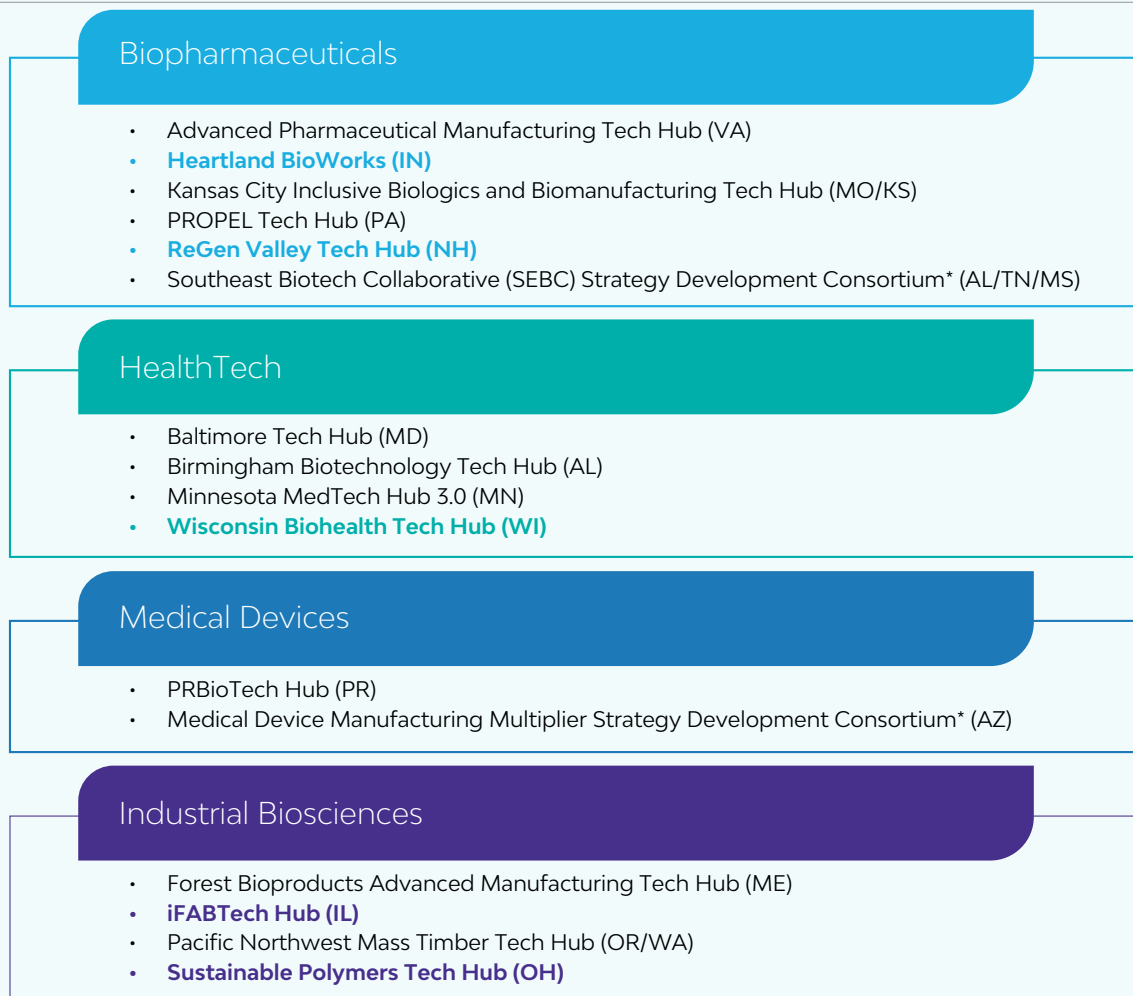 Biopharmaceuticals
• Advanced Pharmaceutical Manufacturing Tech Hub (VA)
• Heartland BioWorks (IN)
• Kansas City Inclusive Biologics and Biomanufacturing Tech Hub (MO/KS)
• PROPEL Tech Hub (PA)
• ReGen Valley Tech Hub (NH)
• Southeast Biotech Collaborative (SEBC) Strategy Development Consortium* (AL/TN/MS)
HealthTech
• Baltimore Tech Hub (MD)
• Birmingham Biotechnology Tech Hub (AL)
• Minnesota MedTech Hub 3.0 (MN)
• Wisconsin Biohealth Tech Hub (WI)
Medical Devices
• PRBioTech Hub (PR)
• Medical Device Manufacturing Multiplier Strategy Development Consortium* (AZ)
Industrial Biosciences
• Forest Bioproducts Advanced Manufacturing Tech Hub (ME)
• iFABTech Hub (IL)
• Pacific Northwest Mass Timber Tech Hub (OR/WA)
• Sustainable Polymers Tech Hub (OH)